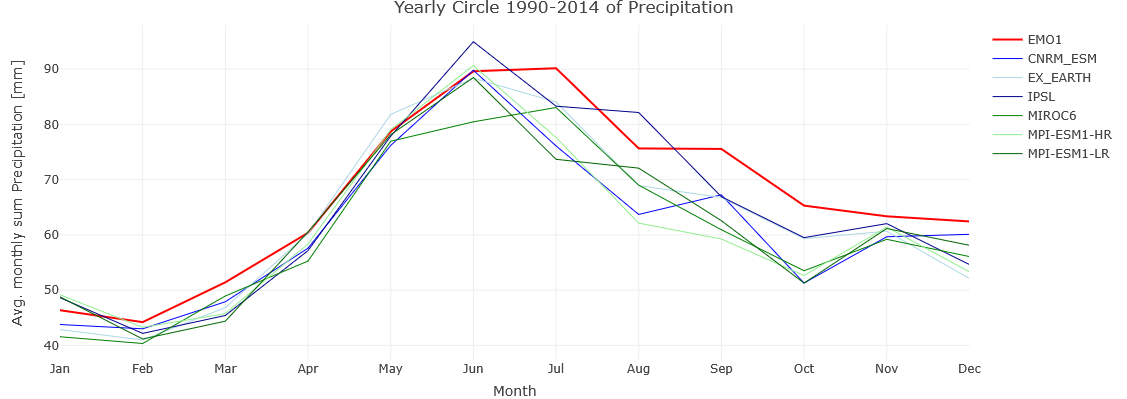 Yearly Circle 1990-2014 of Precipitation
Avg. monthly sum Precipitation [mm]
90
80
70
60
50
40
Jan Feb Mar Apr May Jun Jul Aug Sep Oct Nov Dec
Month
EMO1
CNRM_ESM
EX_EARTH
IPSL
MIROC6
MPI-ESM1-HR
MPI-ESM1-LR